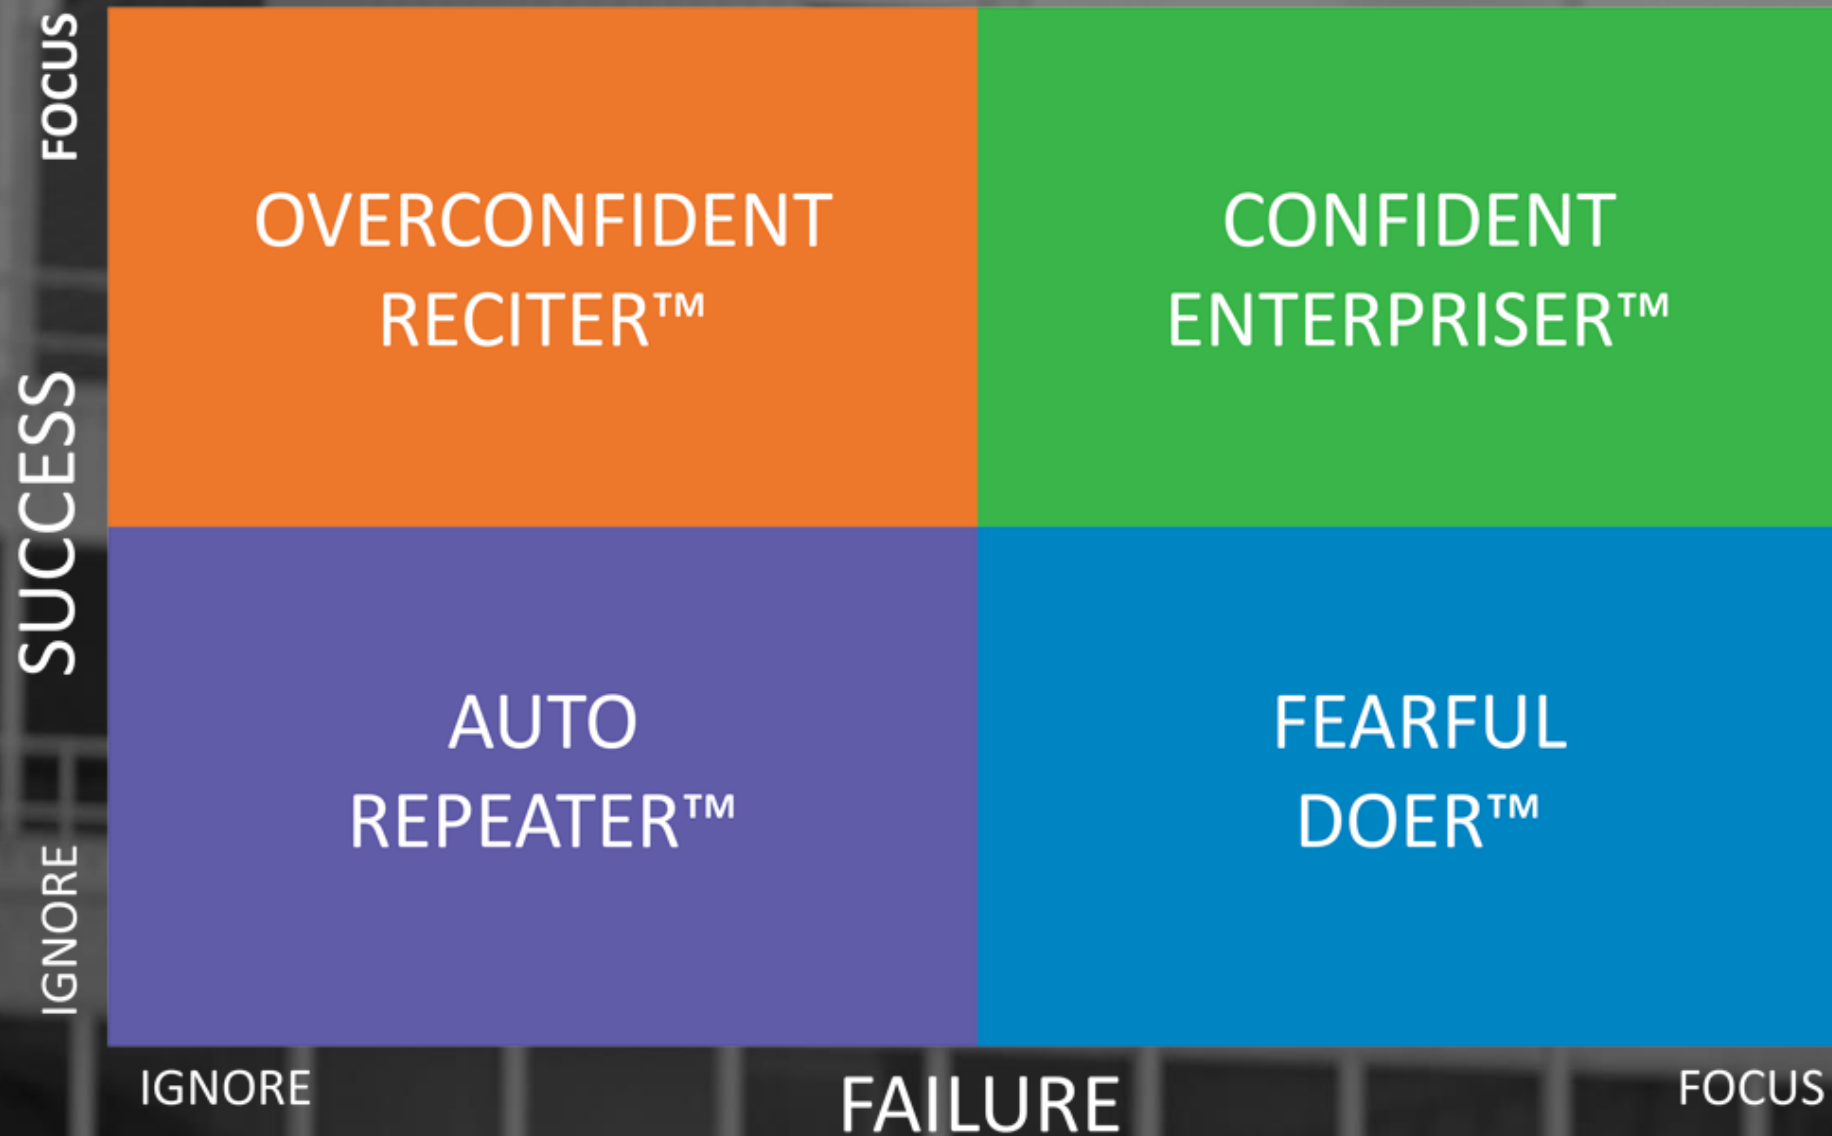 FOCUS
SUCCESS
IGNORE
OVERCONFIDENT
RECITER™
CONFIDENT
ENTERPRISER™
AUTO
REPEATER™
FEARFUL
DOER™
IGNORE
FAILURE
FOCUS